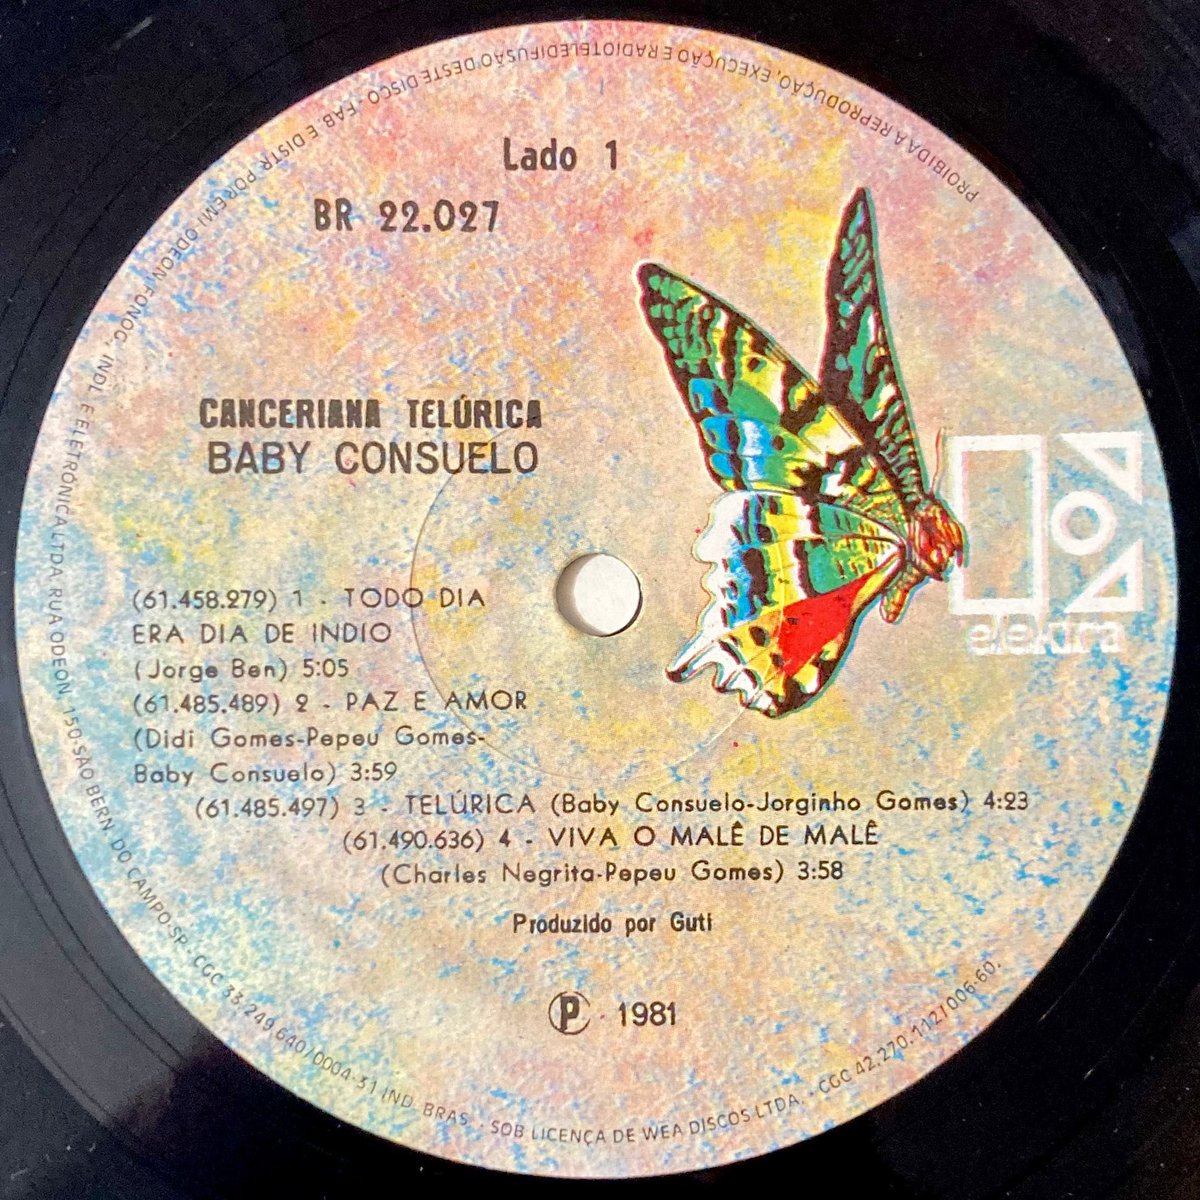 Lado 1
BR 22.027
CANCERIANA TELÚRICA
BABY CONSUELO
elektra
(61.458.279) 1 - TODO DIA
ERA DIA DE INDIO
(Jorge Ben) 5:05
(61.485.489) 2 - PAZ E AMOR
(Didi Gomes-Pepeu Gomes-
Baby Consuelo) 3:59
(61.485.497) 3 - TELÚRICA (Baby Consuelo-Jorginho Gomes) 4:23
(61.490.636) 4 - VIVA O MALÊ DE MALÊ
(Charles Negrita-Pepeu Gomes) 3:58
Produzido por Guti
℗ · 1981
PROIBIDA A REPRODUÇÃO, EXECUÇÃO E RADIOTELEDIFUSÃO DESTE DISCO - FAB. E DISTR. POR EMI-ODEON FONOG., INDL E ELETRÔNICA LTDA RUA ODEON 150-SÃO BERN. DO CAMPO-SP - CGC 33.249.640/0004-31 IND. BRAS. - SOB LICENÇA DE WEA DISCOS LTDA. - CGC 42.270.112/006-60.